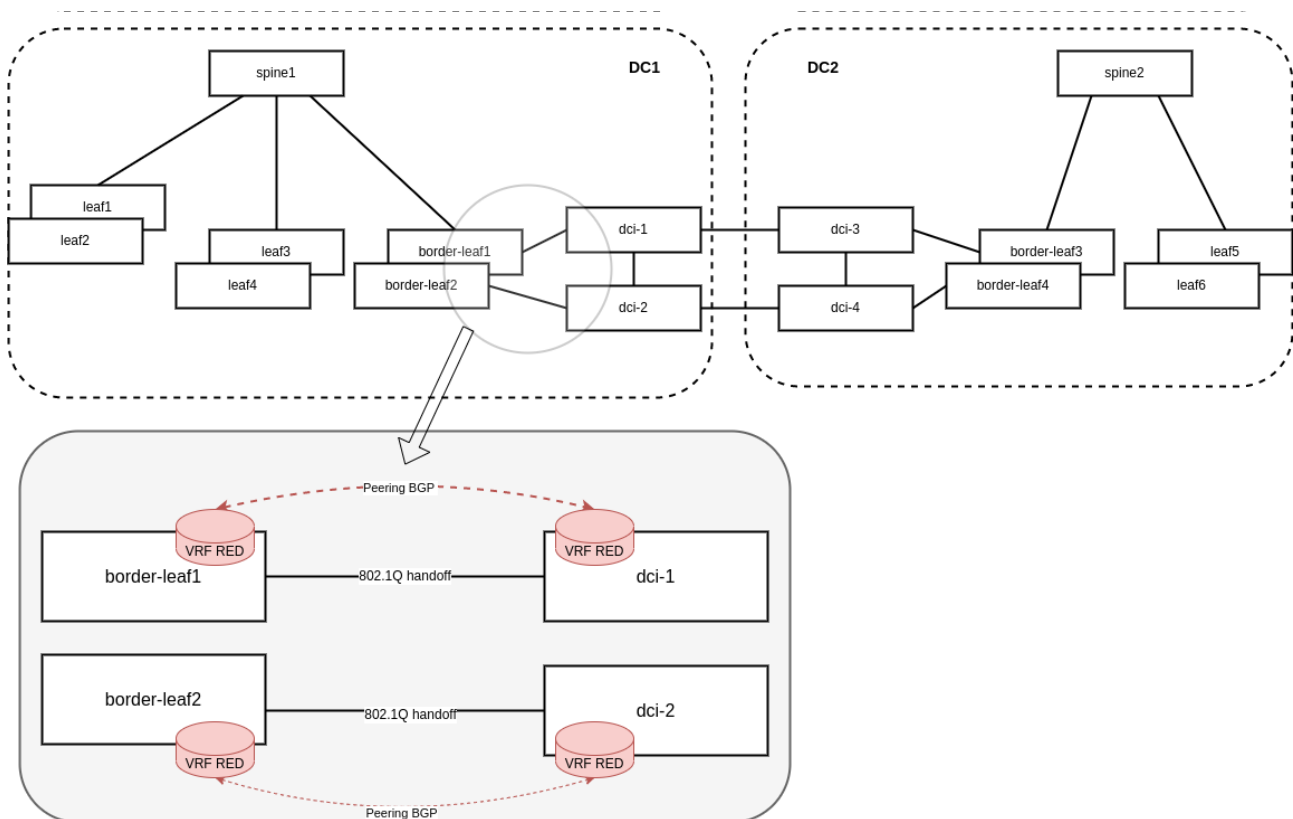 DC1
DC2
spine1
spine2
leaf1
leaf2
leaf3
leaf4
border-leaf1
border-leaf2
dci-1
dci-2
dci-3
dci-4
border-leaf3
border-leaf4
leaf5
leaf6
Peering BGP
VRF RED
VRF RED
border-leaf1
802.1Q handoff
dci-1
border-leaf2
802.1Q handoff
dci-2
VRF RED
VRF RED
Peering BGP